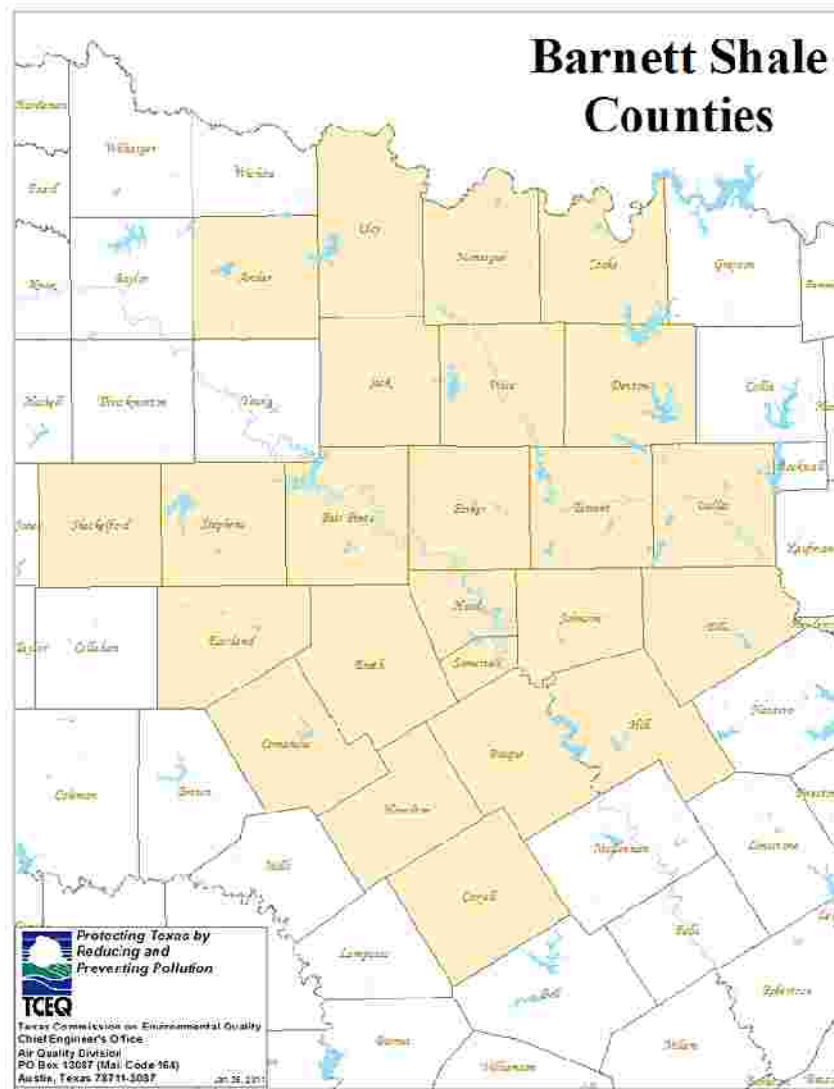 Barnett Shale
Counties
Wichita
Clay
Archer
Baylor
Montague
Cooke
Grayson
Jack
Wise
Denton
Collin
Young
Haskell
Throckmorton
Shackelford
Stephens
Palo Pinto
Parker
Tarrant
Dallas
Rockwall
Kaufman
Hood
Johnson
Ellis
Somervell
Callahan
Eastland
Erath
Comanche
Bosque
Hill
Navarro
Coleman
Brown
Hamilton
McLennan
Limestone
Mills
Coryell
Falls
Lampasas
Bell
Robertson
Burnet
Milam
Williamson
Protecting Texas by
Reducing and
Preventing Pollution
TCEQ
Texas Commission on Environmental Quality
Chief Engineer's Office
Air Quality Division
PO Box 13087 (Mail Code 164)
Austin, Texas 78711-3087